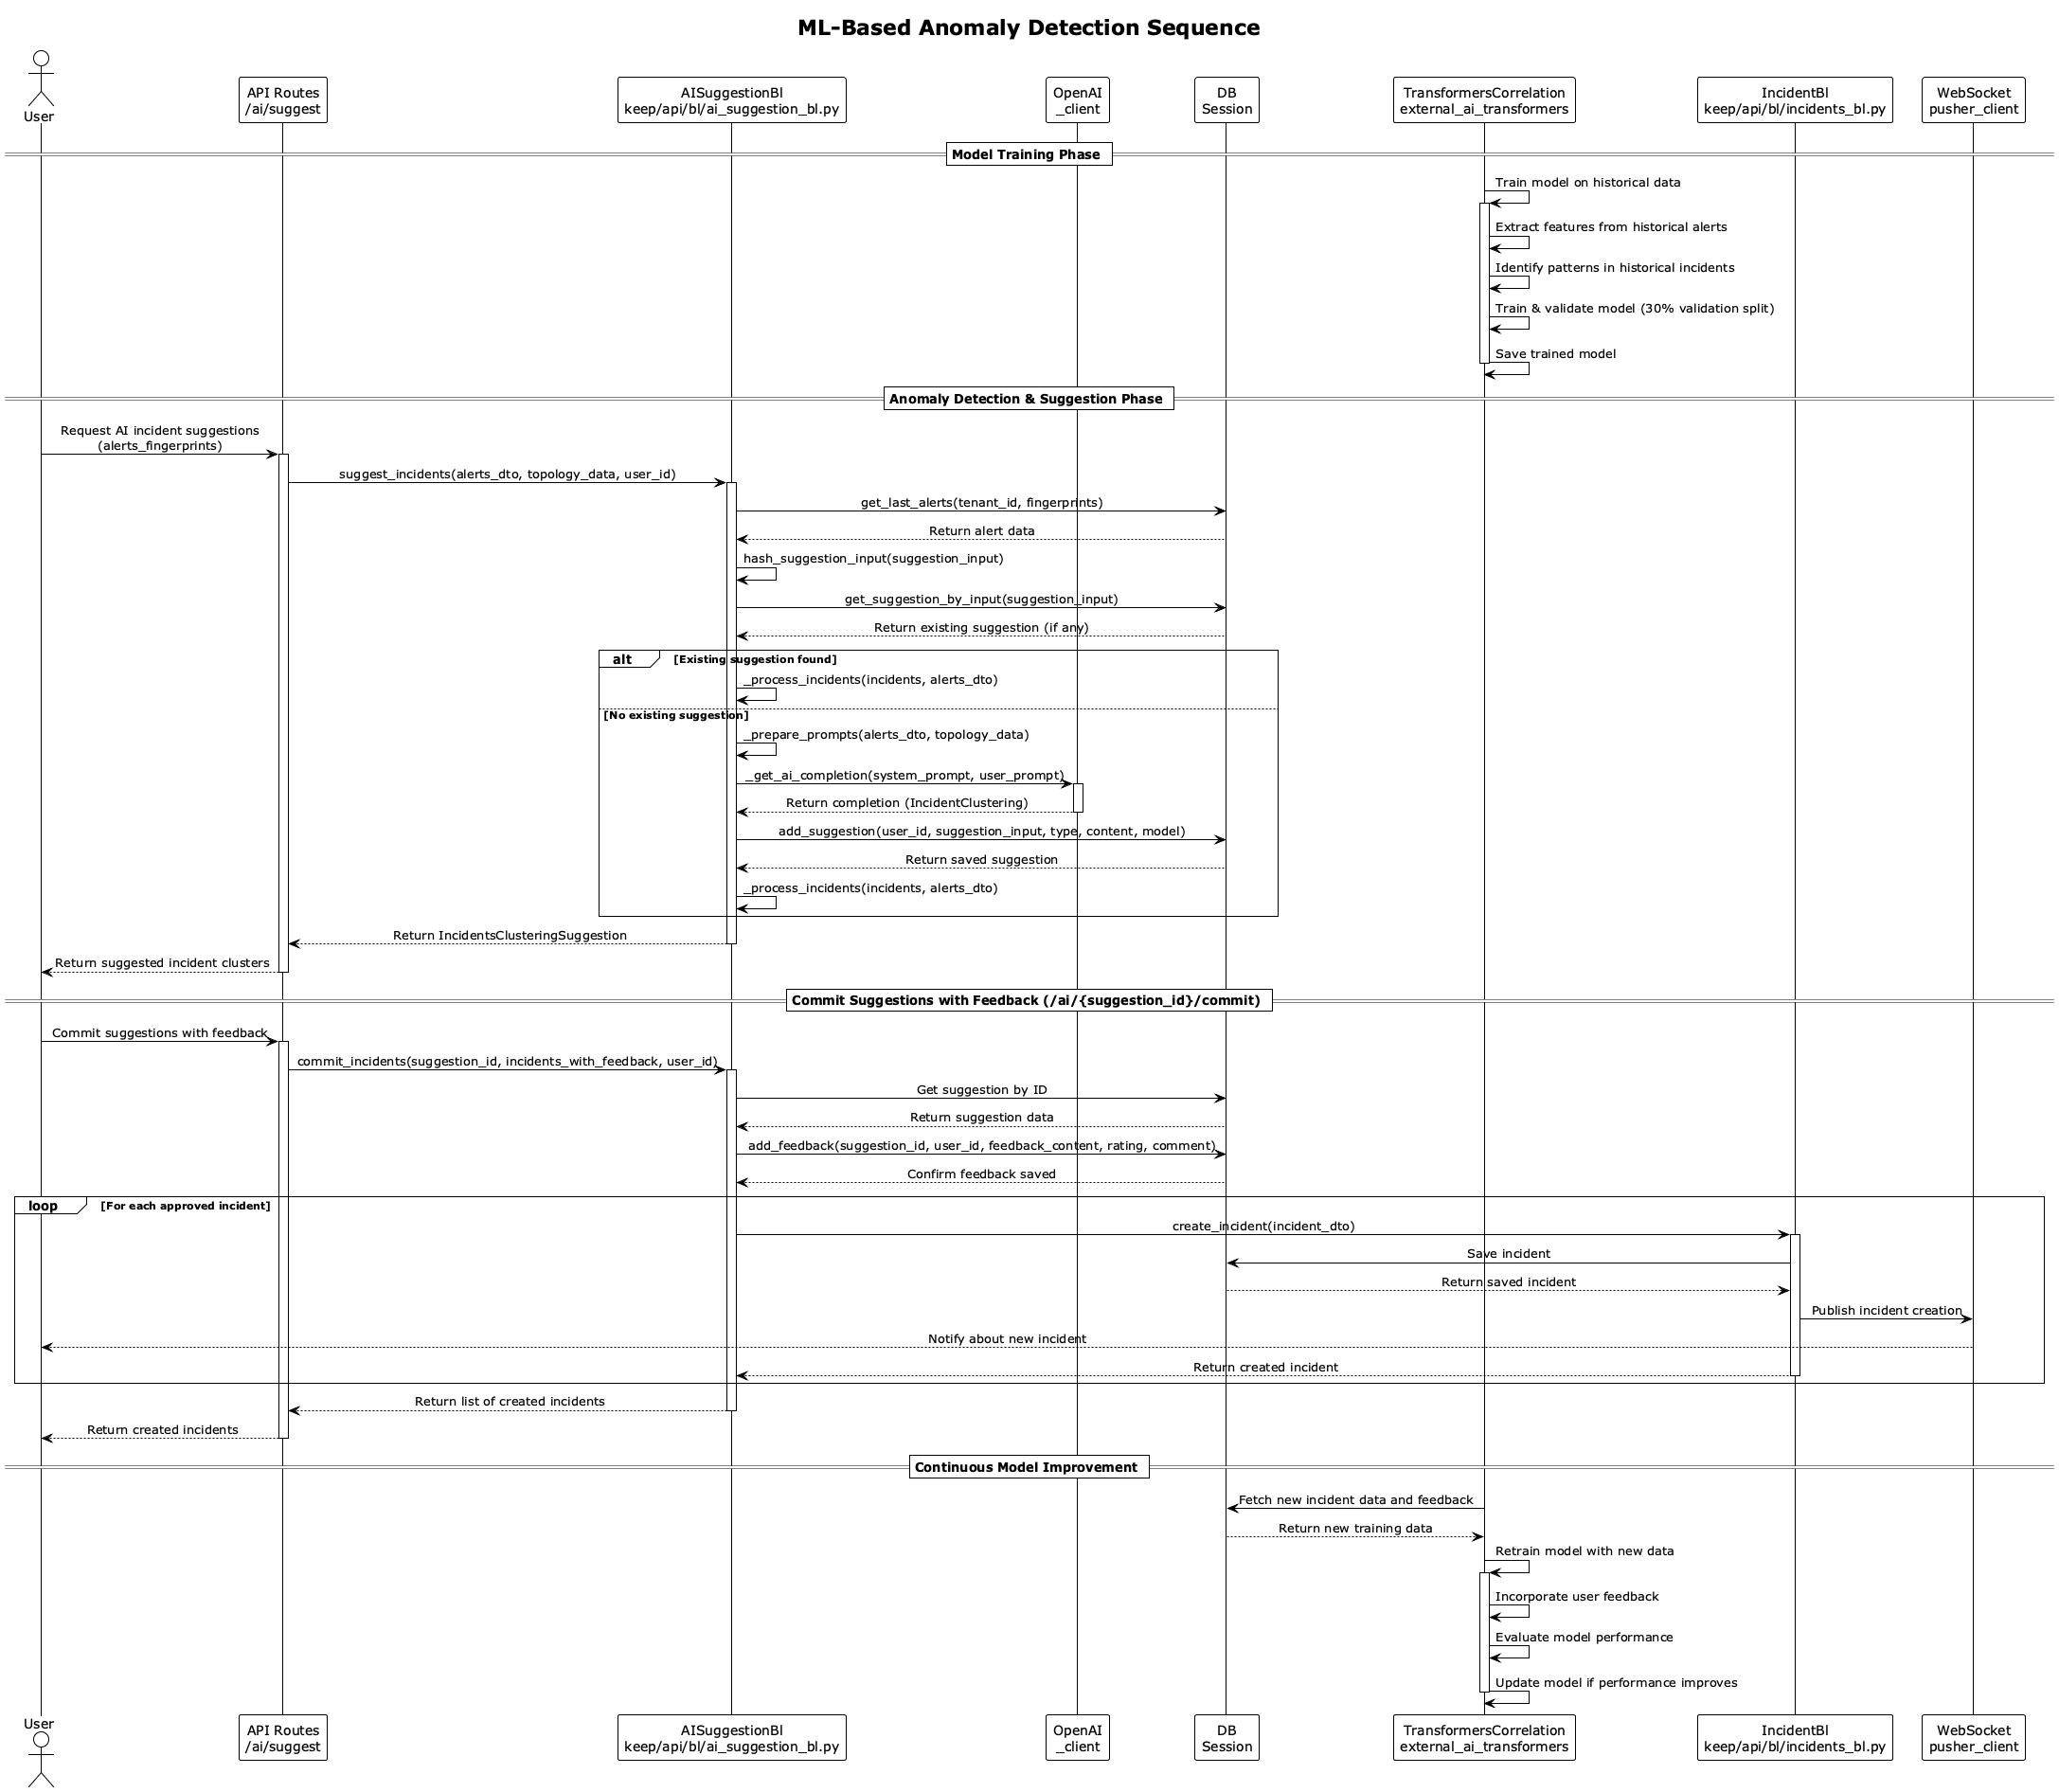 ML-Based Anomaly Detection Sequence
User
API Routes
/ai/suggest
AISuggestionBl
keep/api/bl/ai_suggestion_bl.py
OpenAI
_client
DB
Session
TransformersCorrelation
external_ai_transformers
IncidentBl
keep/api/bl/incidents_bl.py
WebSocket
pusher_client
Model Training Phase
Train model on historical data
Extract features from historical alerts
Identify patterns in historical incidents
Train & validate model (30% validation split)
Save trained model
Anomaly Detection & Suggestion Phase
Request AI incident suggestions
(alerts_fingerprints)
suggest_incidents(alerts_dto, topology_data, user_id)
get_last_alerts(tenant_id, fingerprints)
Return alert data
hash_suggestion_input(suggestion_input)
get_suggestion_by_input(suggestion_input)
Return existing suggestion (if any)
alt
[Existing suggestion found]
_process_incidents(incidents, alerts_dto)
[No existing suggestion]
_prepare_prompts(alerts_dto, topology_data)
_get_ai_completion(system_prompt, user_prompt)
Return completion (IncidentClustering)
add_suggestion(user_id, suggestion_input, type, content, model)
Return saved suggestion
_process_incidents(incidents, alerts_dto)
Return IncidentsClusteringSuggestion
Return suggested incident clusters
Commit Suggestions with Feedback (/ai/{suggestion_id}/commit)
Commit suggestions with feedback
commit_incidents(suggestion_id, incidents_with_feedback, user_id)
Get suggestion by ID
Return suggestion data
add_feedback(suggestion_id, user_id, feedback_content, rating, comment)
Confirm feedback saved
loop
[For each approved incident]
create_incident(incident_dto)
Save incident
Return saved incident
Publish incident creation
Notify about new incident
Return created incident
Return list of created incidents
Return created incidents
Continuous Model Improvement
Fetch new incident data and feedback
Return new training data
Retrain model with new data
Incorporate user feedback
Evaluate model performance
Update model if performance improves
User
API Routes
/ai/suggest
AISuggestionBl
keep/api/bl/ai_suggestion_bl.py
OpenAI
_client
DB
Session
TransformersCorrelation
external_ai_transformers
IncidentBl
keep/api/bl/incidents_bl.py
WebSocket
pusher_client